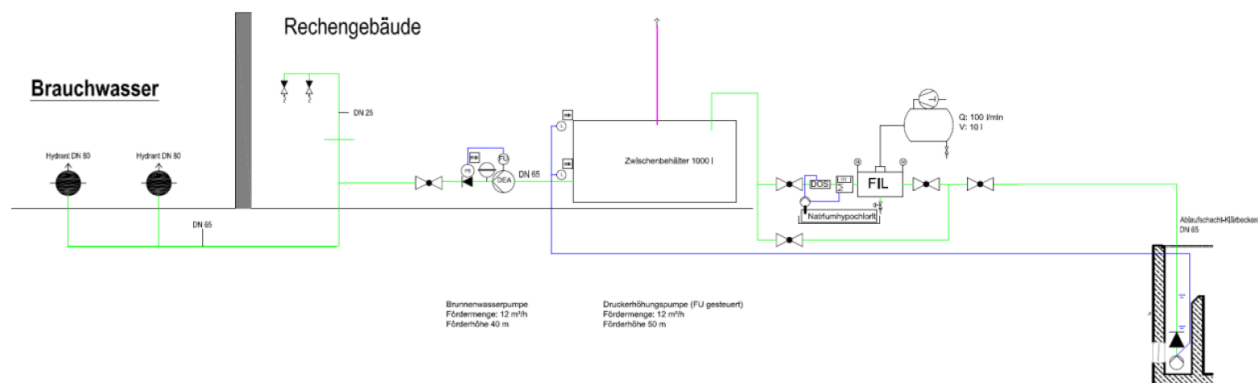 Rechengebäude
Brauchwasser
DN 25
Hydrant DN 80
Hydrant DN 80
DN 65
FU
DEA
DN 65
L
L
Zwischenbehälter 1000 l
Q: 100 l/min
V: 10 l
DOS
FIL
Natriumhypochlorit
Ablaufschacht-Klärbecken
DN 65
Brunnenwasserpumpe
Fördermenge: 12 m³/h
Förderhöhe 40 m
Druckerhöhungspumpe (FU gesteuert)
Fördermenge: 12 m³/h
Förderhöhe 50 m